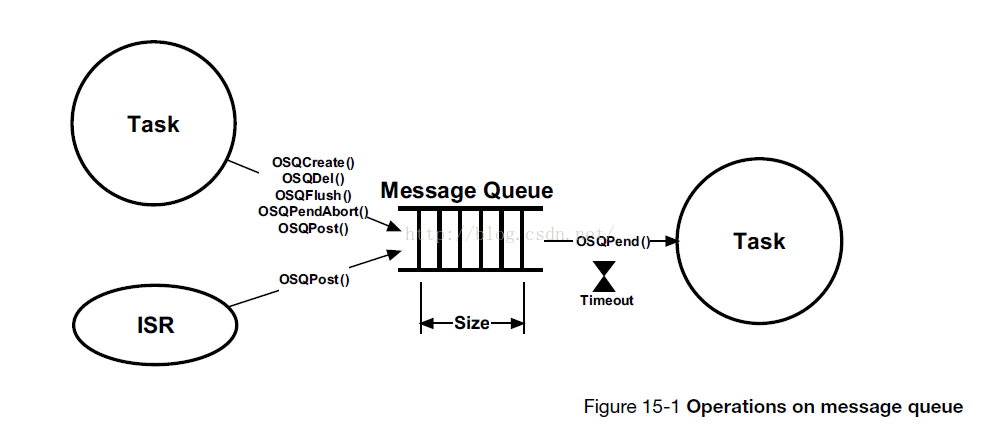 Task
OSQCreate()
OSQDel()
OSQFlush()
OSQPendAbort()
OSQPost()
Message Queue
http://blog.csdn.net/
OSQPend()
Task
Timeout
OSQPost()
ISR
Size
Figure 15-1 Operations on message queue